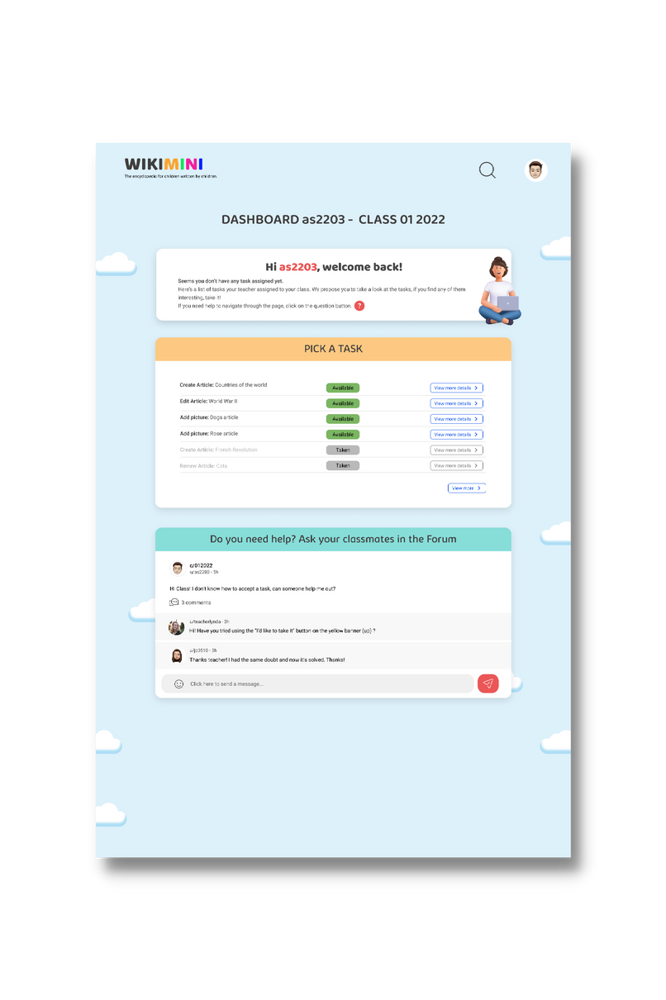 WIKIMINI
The encyclopedia for children written by children.
DASHBOARD as2203 - CLASS 01 2022
Hi as2203, welcome back!
Seems you don't have any task assigned yet.
Here's a list of tasks your teacher assigned to your class. We propose you to take a look at the tasks, if you find any of them
interesting, take it!
If you need help to navigate through the page, click on the question button. ?
PICK A TASK
Create Article: Countries of the world Available View more details
Edit Article: World War II Available View more details
Add picture: Dogs article Available View more details
Add picture: Rose article Available View more details
Create Article: French Revolution Taken View more details
Review Article: Cats Taken View more details
View more
Do you need help? Ask your classmates in the Forum
c/012022
u/as2203 - 5h
Hi Class! I don't know how to accept a task, can someone help me out?
3 comments
u/teacherlynda - 3h
Hi! Have you tried using the "I'd like to take it" button on the yellow banner (up) ?
u/jc0510 - 3h
Thanks teacher! I had the same doubt and now it's solved. Thanks!
Click here to send a message...